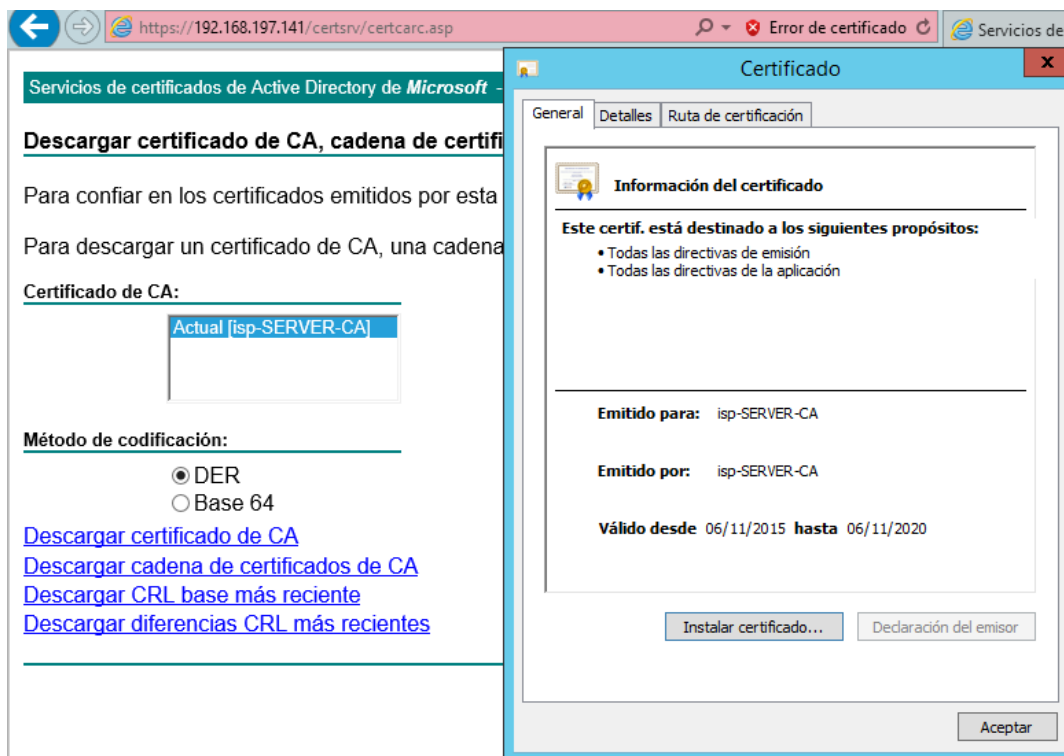 https://192.168.197.141/certsrv/certcarc.asp
Error de certificado
Servicios de
Servicios de certificados de Active Directory de Microsoft -
Descargar certificado de CA, cadena de certifi
Para confiar en los certificados emitidos por esta
Para descargar un certificado de CA, una cadena
Certificado de CA:
Actual [isp-SERVER-CA]
Método de codificación:
DER
Base 64
Descargar certificado de CA
Descargar cadena de certificados de CA
Descargar CRL base más reciente
Descargar diferencias CRL más recientes
Certificado
x
General
Detalles
Ruta de certificación
Información del certificado
Este certif. está destinado a los siguientes propósitos:
• Todas las directivas de emisión
• Todas las directivas de la aplicación
Emitido para: isp-SERVER-CA
Emitido por: isp-SERVER-CA
Válido desde 06/11/2015 hasta 06/11/2020
Instalar certificado...
Declaración del emisor
Aceptar